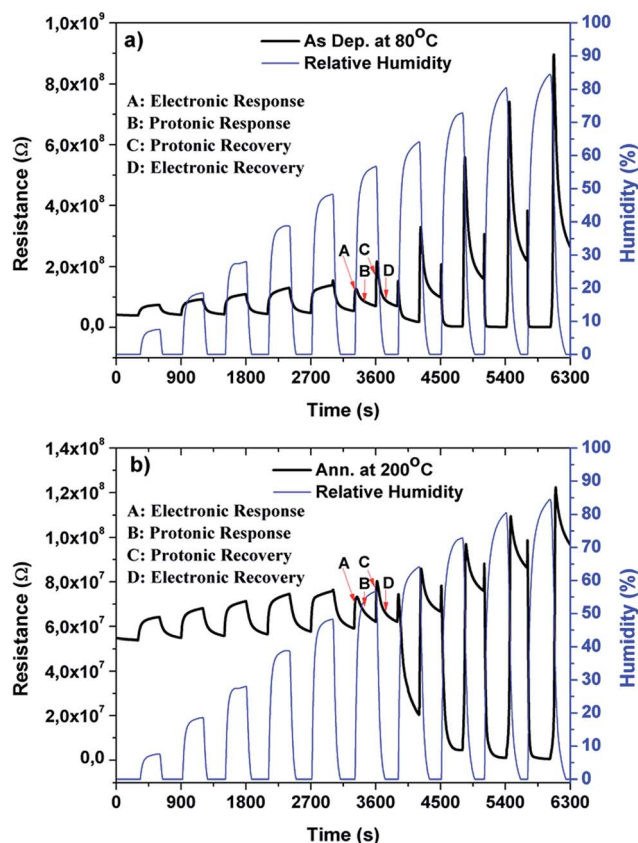 a)
As Dep. at 80°C
Relative Humidity
A: Electronic Response
B: Protonic Response
C: Protonic Recovery
D: Electronic Recovery
1,0x10⁹
9,0x10⁸
8,0x10⁸
6,0x10⁸
4,0x10⁸
2,0x10⁸
0,0
Resistance (Ω)
A
B
C
D
100
90
80
70
60
50
40
30
20
10
0
Humidity (%)
0 900 1800 2700 3600 4500 5400 6300
Time (s)
b)
Ann. at 200°C
Relative Humidity
A: Electronic Response
B: Protonic Response
C: Protonic Recovery
D: Electronic Recovery
1,4x10⁸
1,2x10⁸
1,0x10⁸
8,0x10⁷
6,0x10⁷
4,0x10⁷
2,0x10⁷
0,0
Resistance (Ω)
A
B
C
D
100
90
80
70
60
50
40
30
20
10
0
Humidity (%)
0 900 1800 2700 3600 4500 5400 6300
Time (s)